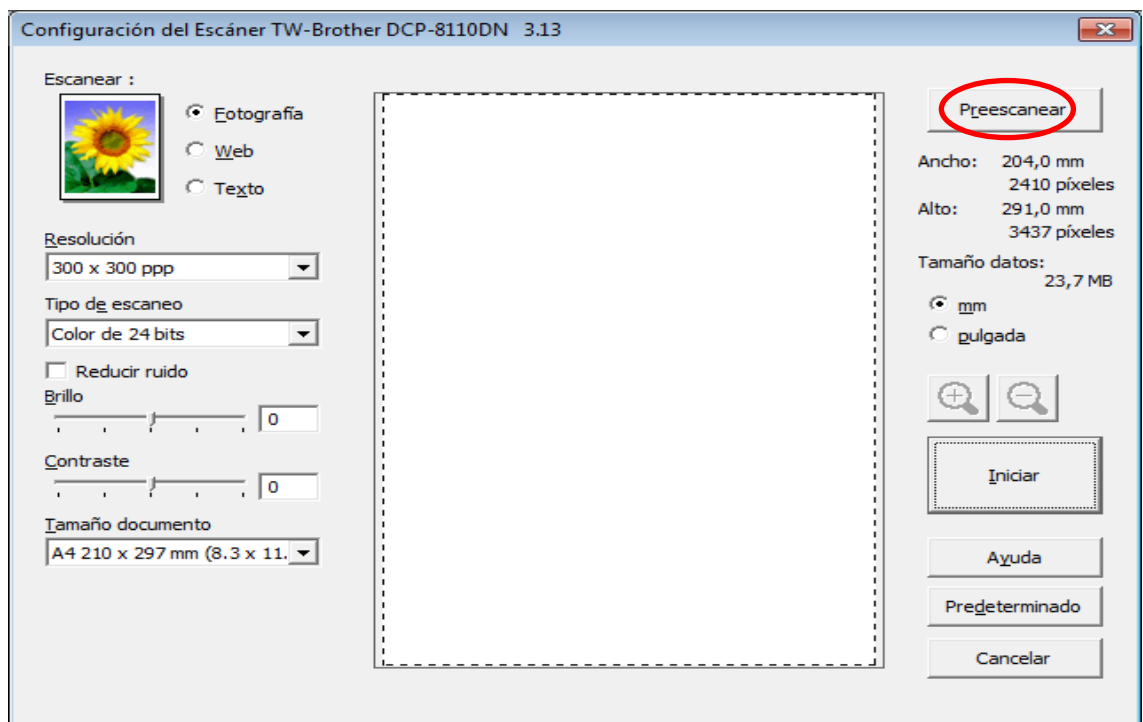 Configuración del Escáner TW-Brother DCP-8110DN 3.13
Escanear :
Fotografía
Web
Texto
Resolución
300 x 300 ppp
Tipo de escaneo
Color de 24 bits
Reducir ruido
Brillo
0
Contraste
0
Tamaño documento
A4 210 x 297 mm (8.3 x 11.
Preescanear
Ancho: 204,0 mm
2410 píxeles
Alto: 291,0 mm
3437 píxeles
Tamaño datos:
23,7 MB
mm
pulgada
Iniciar
Ayuda
Predeterminado
Cancelar